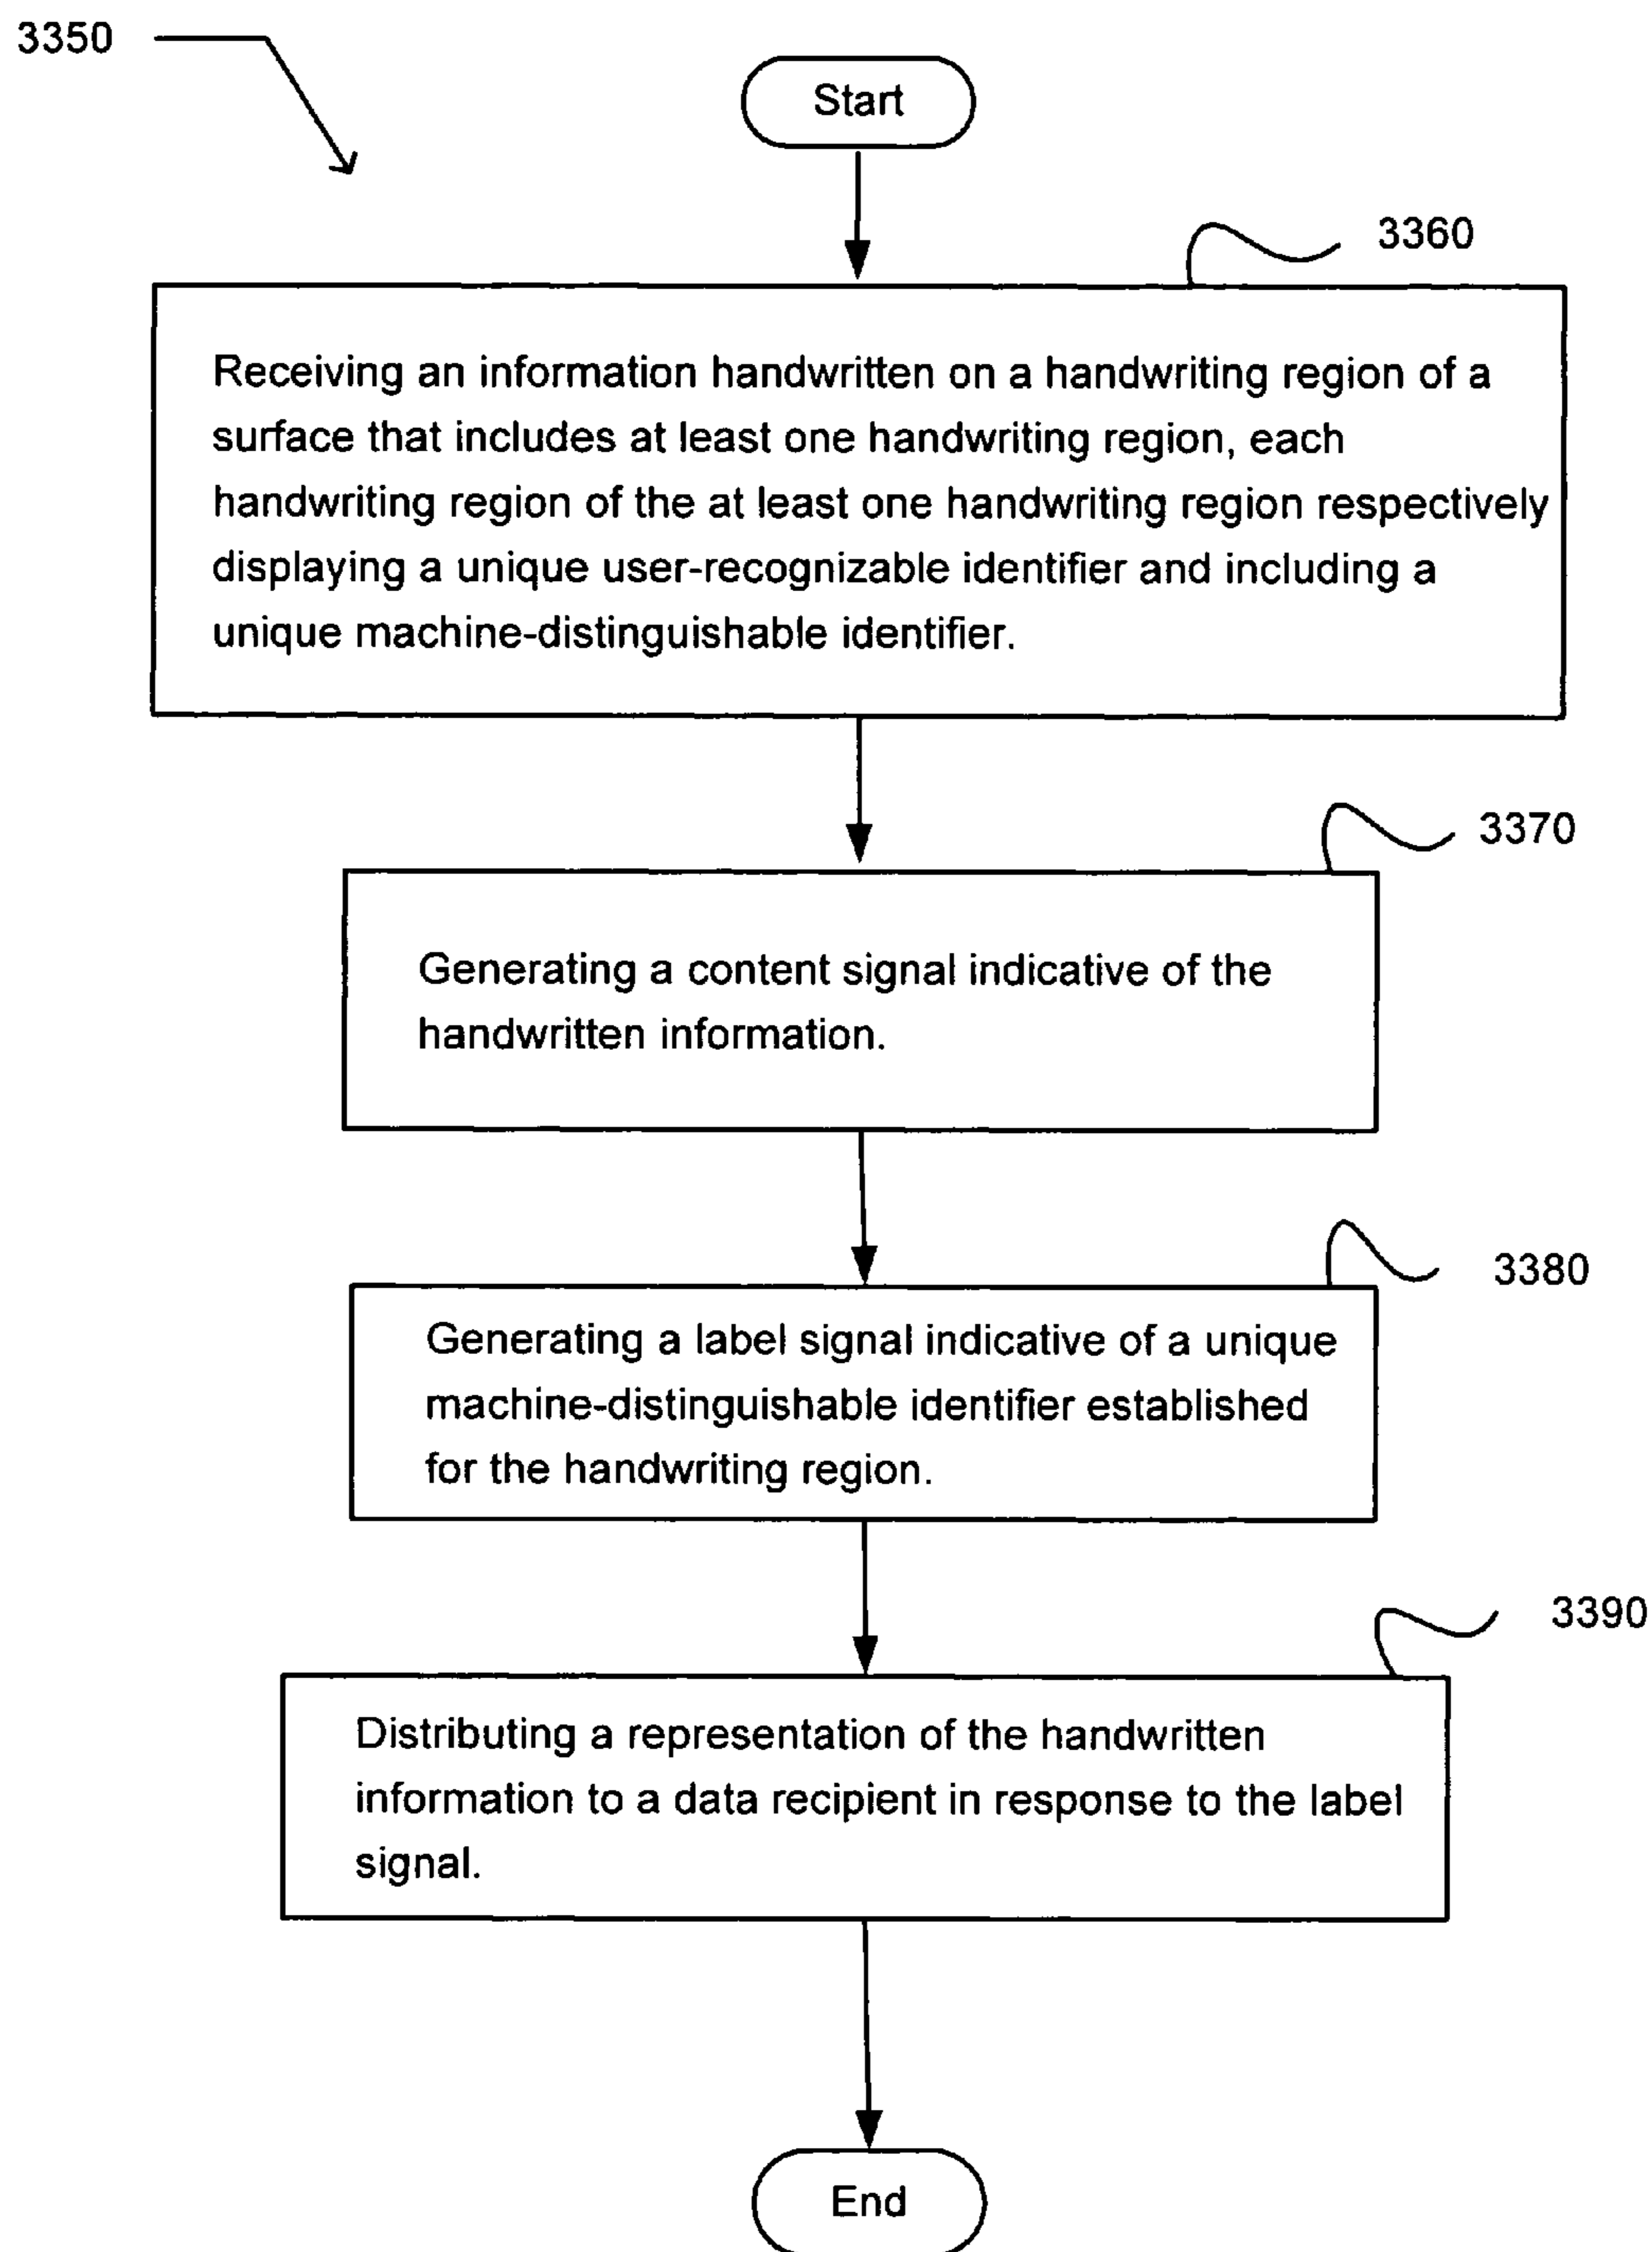 3350
Start
3360
Receiving an information handwritten on a handwriting region of a
surface that includes at least one handwriting region, each
handwriting region of the at least one handwriting region respectively
displaying a unique user-recognizable identifier and including a
unique machine-distinguishable identifier.
3370
Generating a content signal indicative of the
handwritten information.
3380
Generating a label signal indicative of a unique
machine-distinguishable identifier established
for the handwriting region.
3390
Distributing a representation of the handwritten
information to a data recipient in response to the label
signal.
End